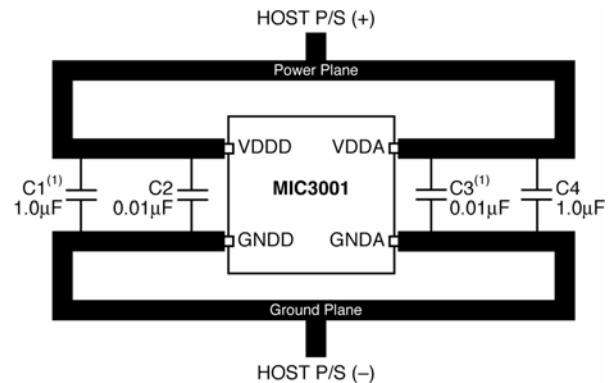 HOST P/S (+)
Power Plane
VDDD
VDDA
C1(1)
1.0μF
C2
0.01μF
MIC3001
C3(1)
0.01μF
C4
1.0μF
GNDD
GNDA
Ground Plane
HOST P/S (–)